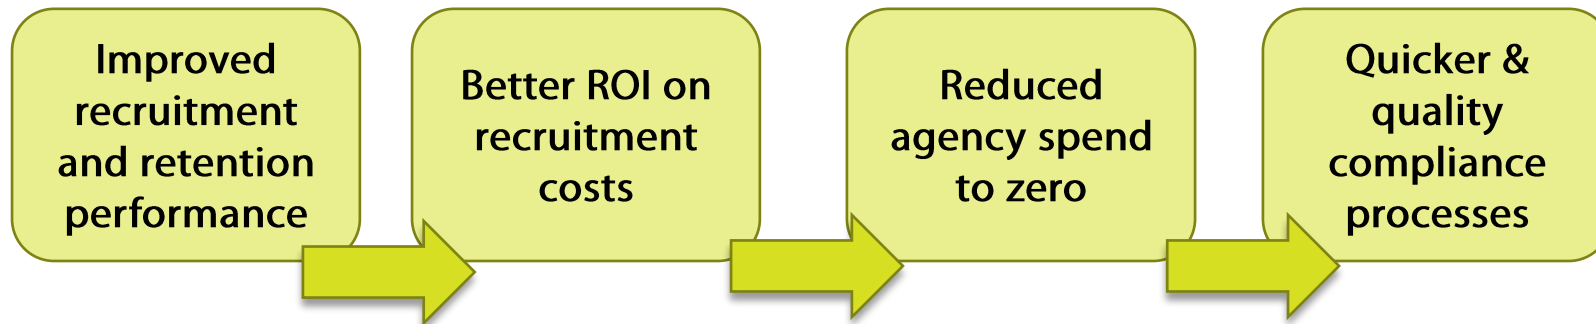 Improved
recruitment
and retention
performance
Better ROI on
recruitment
costs
Reduced
agency spend
to zero
Quicker &
quality
compliance
processes